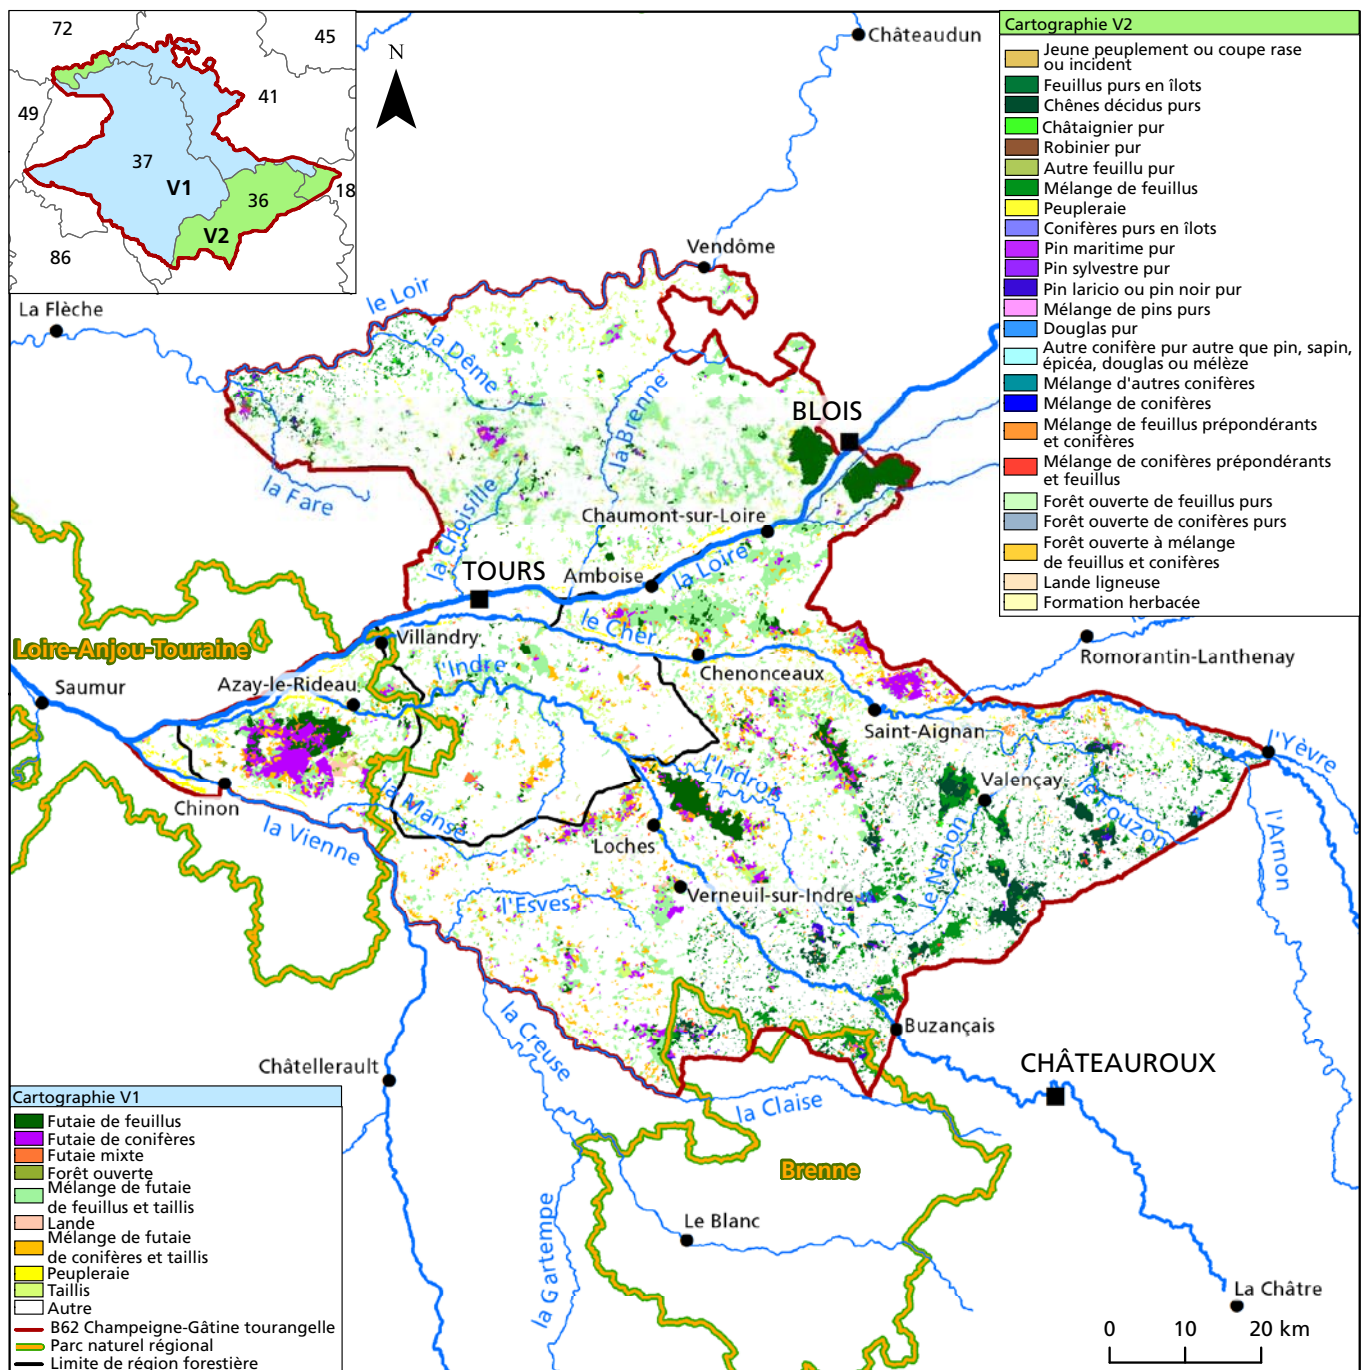 72
45
49
41
37
V1
36
18
V2
86
N
Châteaudun
Cartographie V2
Jeune peuplement ou coupe rase
ou incident
Feuillus purs en îlots
Chênes décidus purs
Châtaignier pur
Robinier pur
Autre feuillu pur
Mélange de feuillus
Peupleraie
Conifères purs en îlots
Pin maritime pur
Pin sylvestre pur
Pin laricio ou pin noir pur
Mélange de pins purs
Douglas pur
Autre conifère pur autre que pin, sapin,
épicéa, douglas ou mélèze
Mélange d'autres conifères
Mélange de conifères
Mélange de feuillus prépondérants
et conifères
Mélange de conifères prépondérants
et feuillus
Forêt ouverte de feuillus purs
Forêt ouverte de conifères purs
Forêt ouverte à mélange
de feuillus et conifères
Lande ligneuse
Formation herbacée
Vendôme
La Flèche
le Loir
la Dême
la Brenne
BLOIS
la Fare
la Choisille
Chaumont-sur-Loire
TOURS
Amboise
la Loire
le Cher
Loire-Anjou-Touraine
Villandry
l'Indre
Chenonceaux
Romorantin-Lanthenay
Saumur
Azay-le-Rideau
Saint-Aignan
l'Yèvre
Chinon
la Manse
l'Indrois
Valençay
le Fouzon
la Vienne
Loches
le Nahon
l'Arnon
l'Esves
Verneuil-sur-Indre
la Creuse
Buzançais
Châtellerault
CHÂTEAUROUX
la Claise
Brenne
la Gartempe
Le Blanc
La Châtre
Cartographie V1
Futaie de feuillus
Futaie de conifères
Futaie mixte
Forêt ouverte
Mélange de futaie
de feuillus et taillis
Lande
Mélange de futaie
de conifères et taillis
Peupleraie
Taillis
Autre
B62 Champeigne-Gâtine tourangelle
Parc naturel régional
Limite de région forestière
0 10 20 km